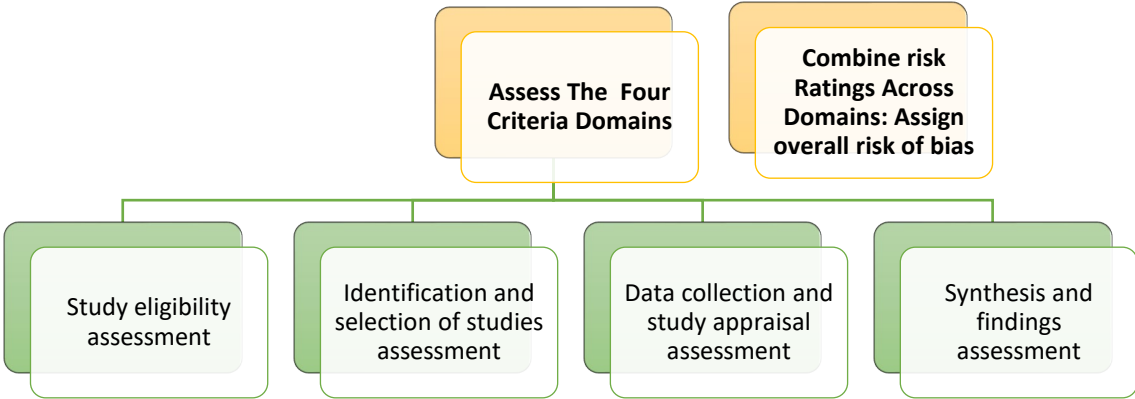 Assess The Four
Criteria Domains
Combine risk
Ratings Across
Domains: Assign
overall risk of bias
Study eligibility
assessment
Identification and
selection of studies
assessment
Data collection and
study appraisal
assessment
Synthesis and
findings
assessment